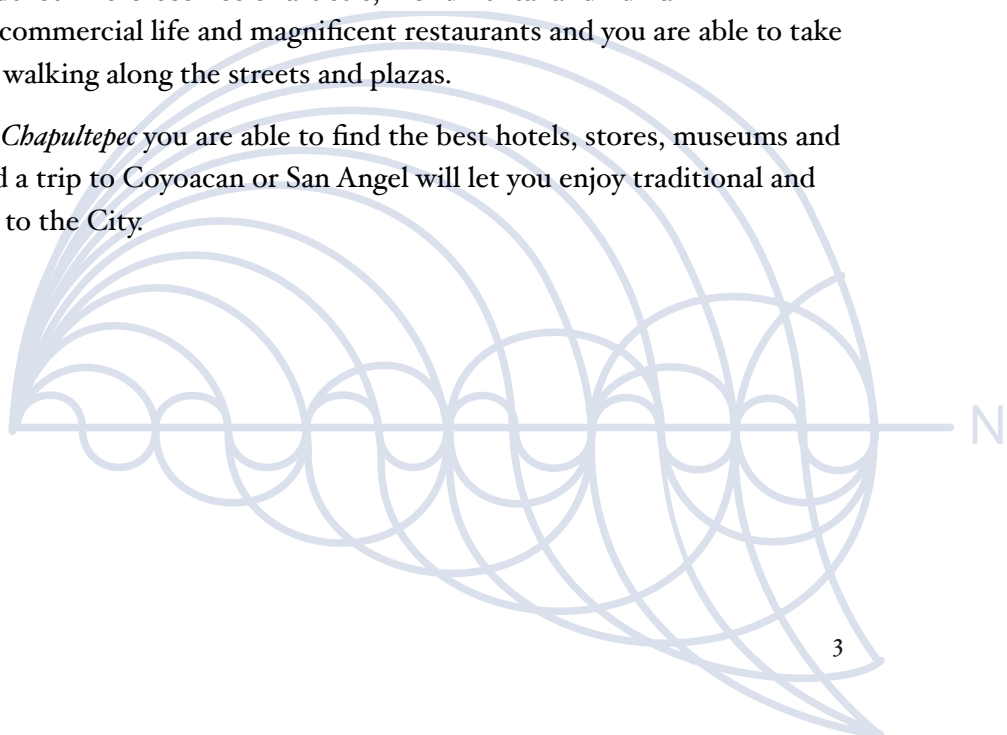 commercial life and magnificent restaurants and you are able to take
walking along the streets and plazas.
Chapultepec you are able to find the best hotels, stores, museums and
a trip to Coyoacan or San Angel will let you enjoy traditional and
to the City.
N
3